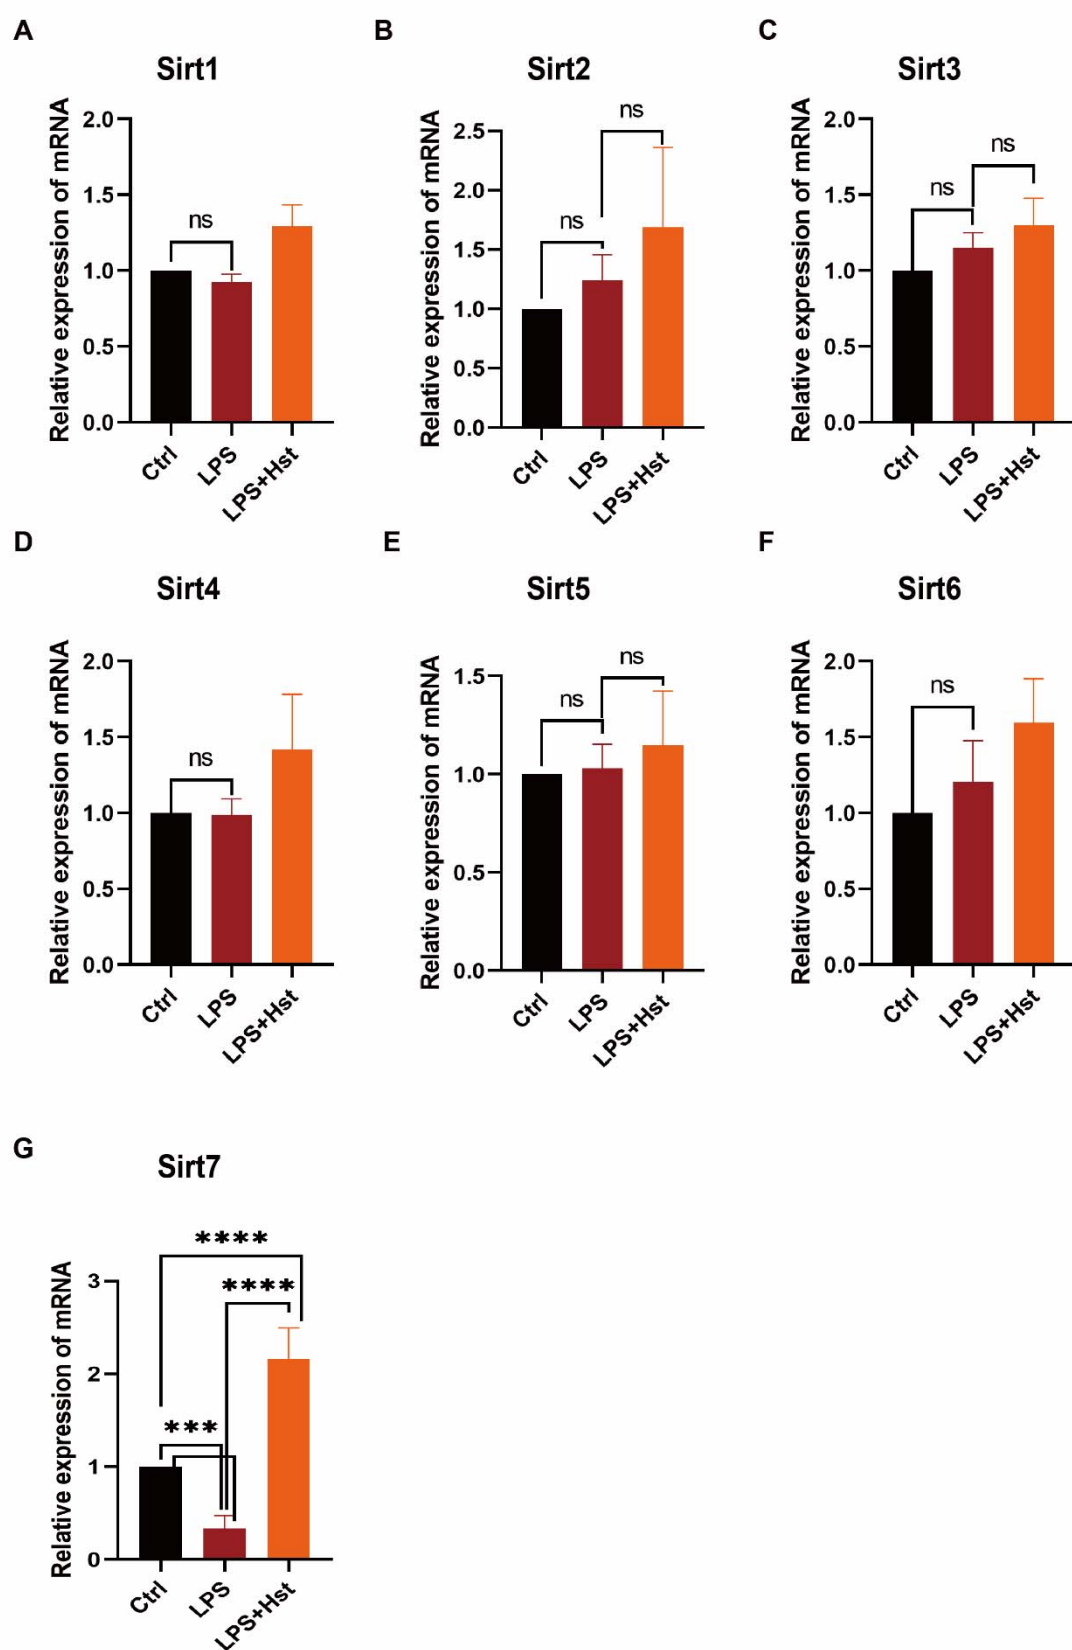 A
Sirt1
Relative expression of mRNA
2.0
1.5
1.0
0.5
0.0
ns
Ctrl
LPS
LPS+Hst
B
Sirt2
Relative expression of mRNA
2.5
2.0
1.5
1.0
0.5
0.0
ns
ns
Ctrl
LPS
LPS+Hst
C
Sirt3
Relative expression of mRNA
2.0
1.5
1.0
0.5
0.0
ns
ns
Ctrl
LPS
LPS+Hst
D
Sirt4
Relative expression of mRNA
2.0
1.5
1.0
0.5
0.0
ns
Ctrl
LPS
LPS+Hst
E
Sirt5
Relative expression of mRNA
1.5
1.0
0.5
0.0
ns
ns
Ctrl
LPS
LPS+Hst
F
Sirt6
Relative expression of mRNA
2.0
1.5
1.0
0.5
0.0
ns
Ctrl
LPS
LPS+Hst
G
Sirt7
Relative expression of mRNA
3
2
1
0
****
****
***
Ctrl
LPS
LPS+Hst